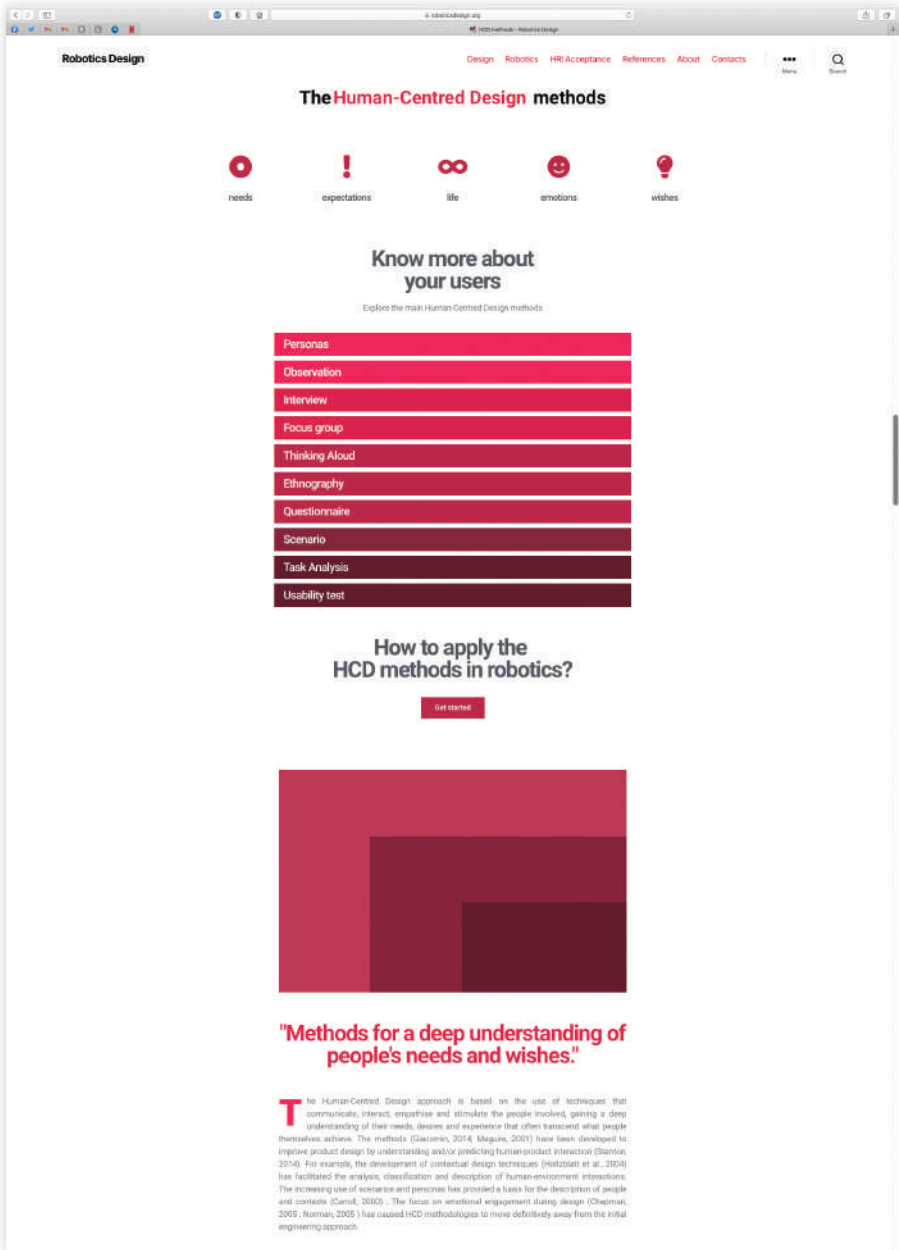 roboticsdesign.org
HCD methods - Robotics Design
Robotics Design
Design Robotics HRI Acceptance References About Contacts
Menu
Search
The Human-Centred Design methods
needs expectations life emotions wishes
Know more about
your users
Explore the main Human-Centred Design methods
Personas
Observation
Interview
Focus group
Thinking Aloud
Ethnography
Questionnaire
Scenario
Task Analysis
Usability test
How to apply the
HCD methods in robotics?
Get started
"Methods for a deep understanding of
people's needs and wishes."
The Human-Centred Design approach is based on the use of techniques that
communicate, interact, empathise and stimulate the people involved, gaining a deep
understanding of their needs, desires and experience that often transcend what people
themselves achieve. The methods (Giacomin, 2014; Maguire, 2001) have been developed to
improve product design by understanding and/or predicting human-product interaction (Stanton,
2014). For example, the development of contextual design techniques (Holtzblatt et al., 2004)
has facilitated the analysis, classification and description of human-environment interactions.
The increasing use of scenarios and personas has provided a basis for the description of people
and contexts (Carroll, 2000) . The focus on emotional engagement during design (Chapman,
2005 ; Norman, 2005 ) has caused HCD methodologies to move definitively away from the initial
engineering approach.